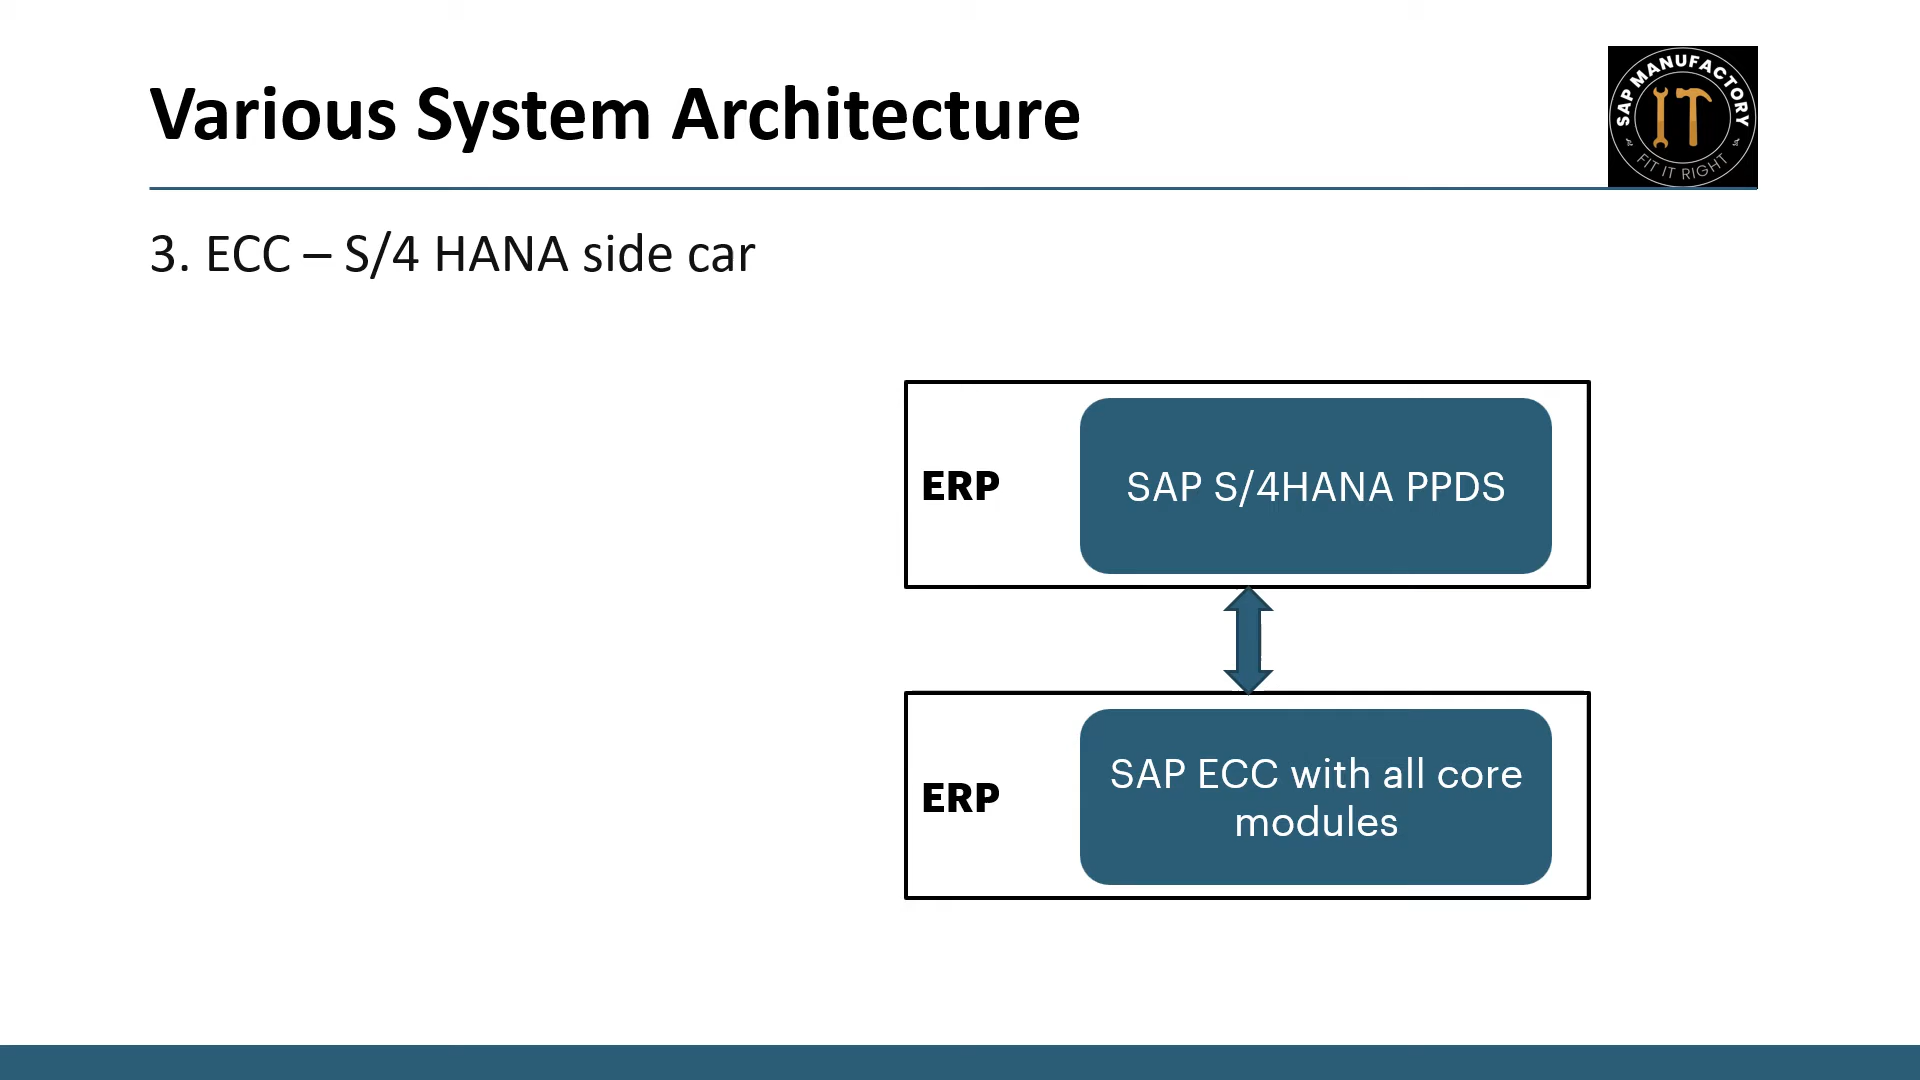 Various System Architecture
SAP MANUFACTORY
IT
FIT IT RIGHT
3. ECC – S/4 HANA side car
ERP
SAP S/4HANA PPDS
ERP
SAP ECC with all core
modules